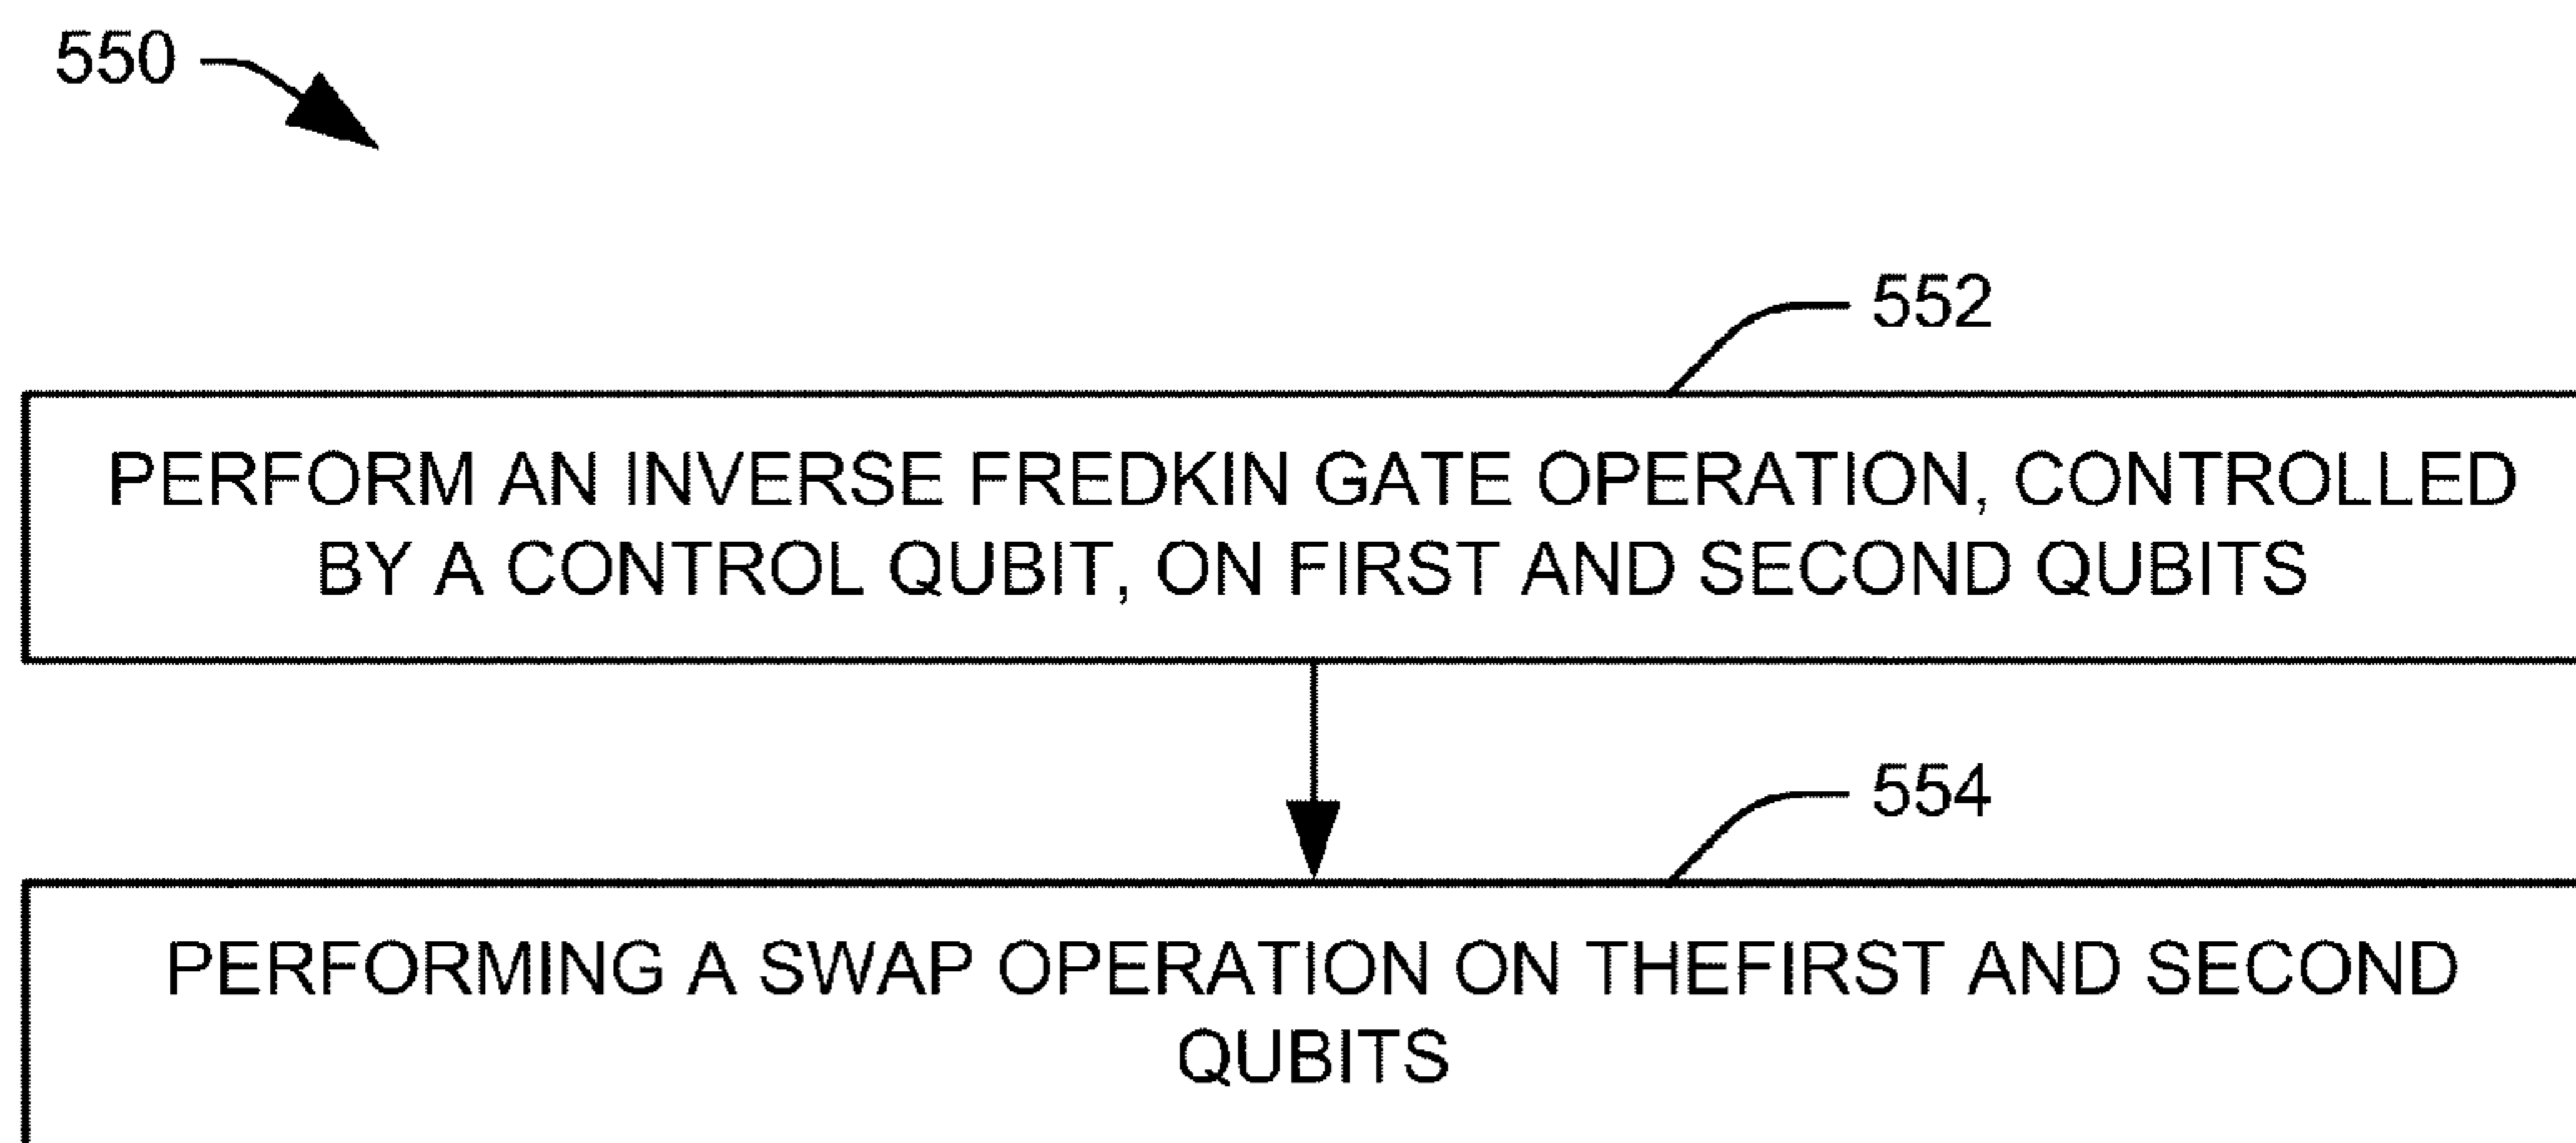 550
552
PERFORM AN INVERSE FREDKIN GATE OPERATION, CONTROLLED
BY A CONTROL QUBIT, ON FIRST AND SECOND QUBITS
554
PERFORMING A SWAP OPERATION ON THEFIRST AND SECOND
QUBITS